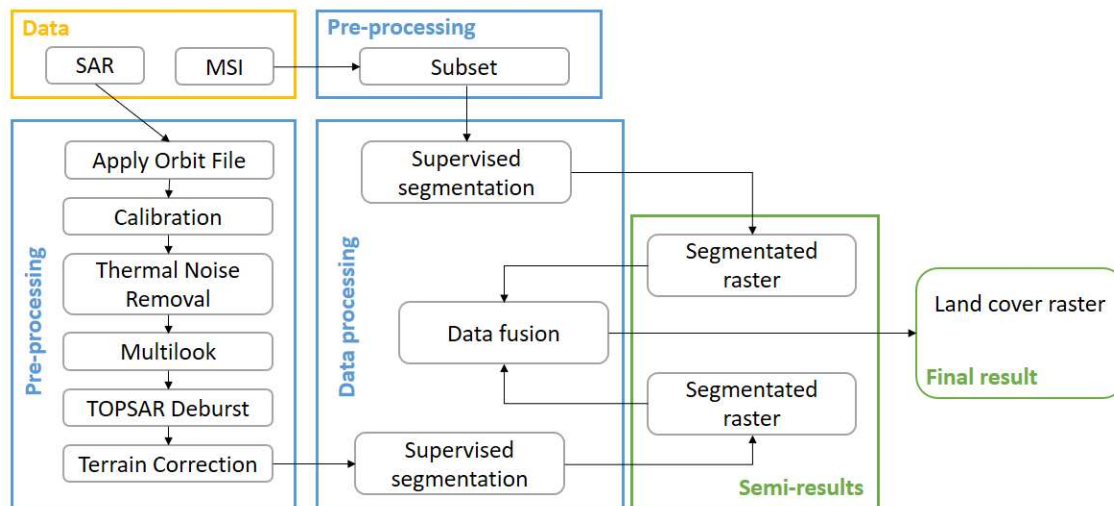 Data
SAR
MSI
Pre-processing
Subset
Pre-processing
Apply Orbit File
Calibration
Thermal Noise
Removal
Multilook
TOPSAR Deburst
Terrain Correction
Data processing
Supervised
segmentation
Data fusion
Supervised
segmentation
Segmentated
raster
Segmentated
raster
Semi-results
Land cover raster
Final result